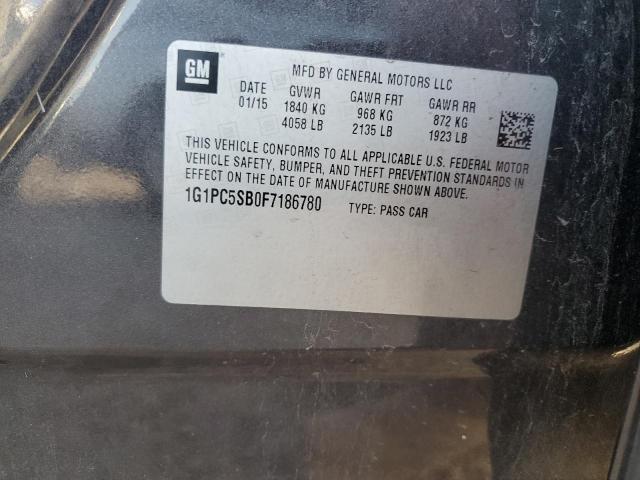 GM
MFD BY GENERAL MOTORS LLC
DATE GVWR GAWR FRT GAWR RR
01/15 1840 KG 968 KG 872 KG
4058 LB 2135 LB 1923 LB
THIS VEHICLE CONFORMS TO ALL APPLICABLE U.S. FEDERAL MOTOR
VEHICLE SAFETY, BUMPER, AND THEFT PREVENTION STANDARDS IN
EFFECT ON THE DATE OF MANUFACTURE SHOWN ABOVE.
1G1PC5SB0F7186780 TYPE: PASS CAR